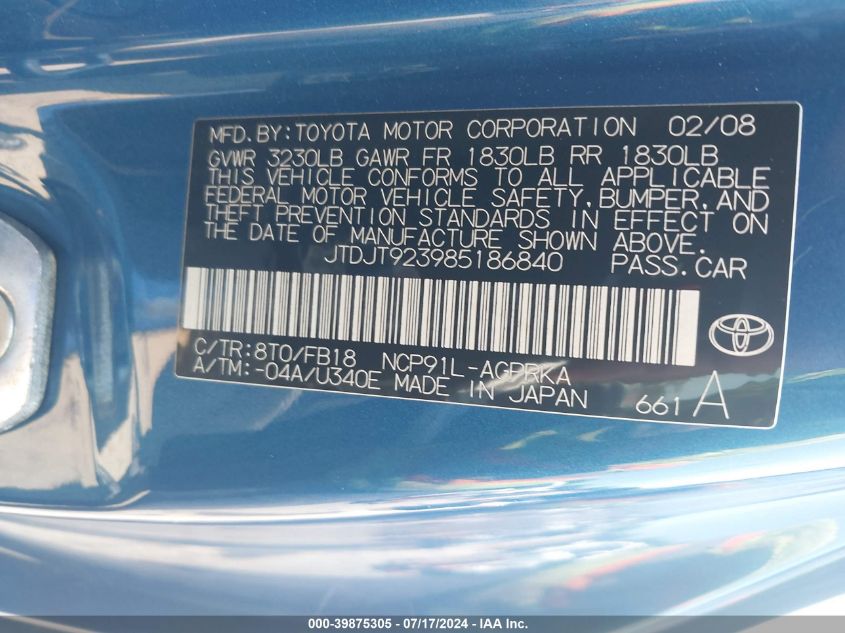 MFD. BY: TOYOTA MOTOR CORPORATION 02/08
GVWR 3230LB GAWR FR 1830LB RR 1830LB
THIS VEHICLE CONFORMS TO ALL APPLICABLE
FEDERAL MOTOR VEHICLE SAFETY, BUMPER, AND
THEFT PREVENTION STANDARDS IN EFFECT ON
THE DATE OF MANUFACTURE SHOWN ABOVE.
JTDJT923985186840 PASS. CAR
C/TR: 8T0/FB18 NCP91L-AGPRKA
A/TM: -04A/U340E MADE IN JAPAN 661 A
000-39875305 / 07/17/2024 - IAA Inc.